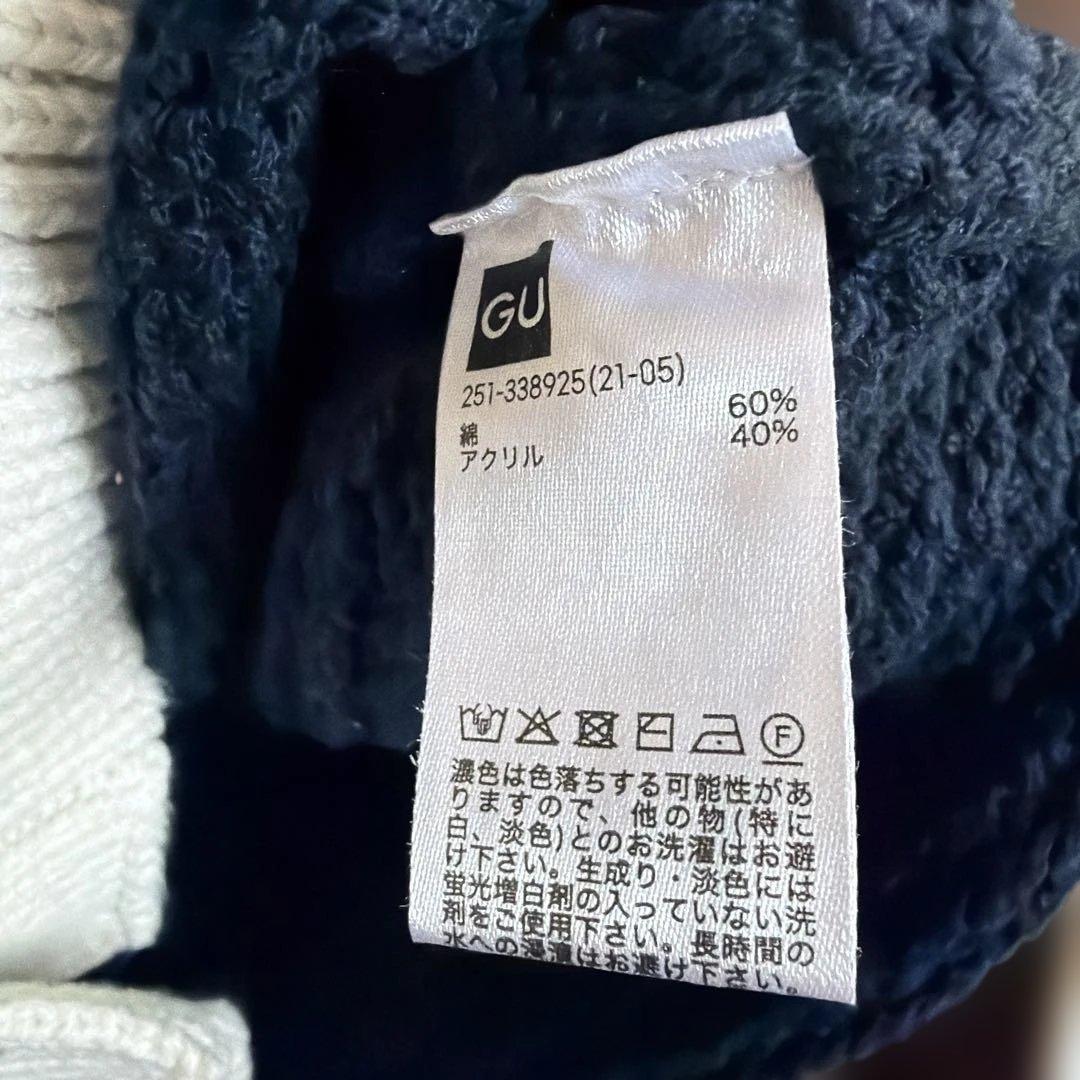 GU
251-338925(21-05)
綿 60%
アクリル 40%
F
濃色は色落ちする可能性があ
りますので、他の物(特に
白、淡色)とのお洗濯はお避
け下さい。生成り・淡色には
蛍光増白剤の入っていない洗
剤をご使用下さい。長時間の
水への浸漬はお避け下さい。